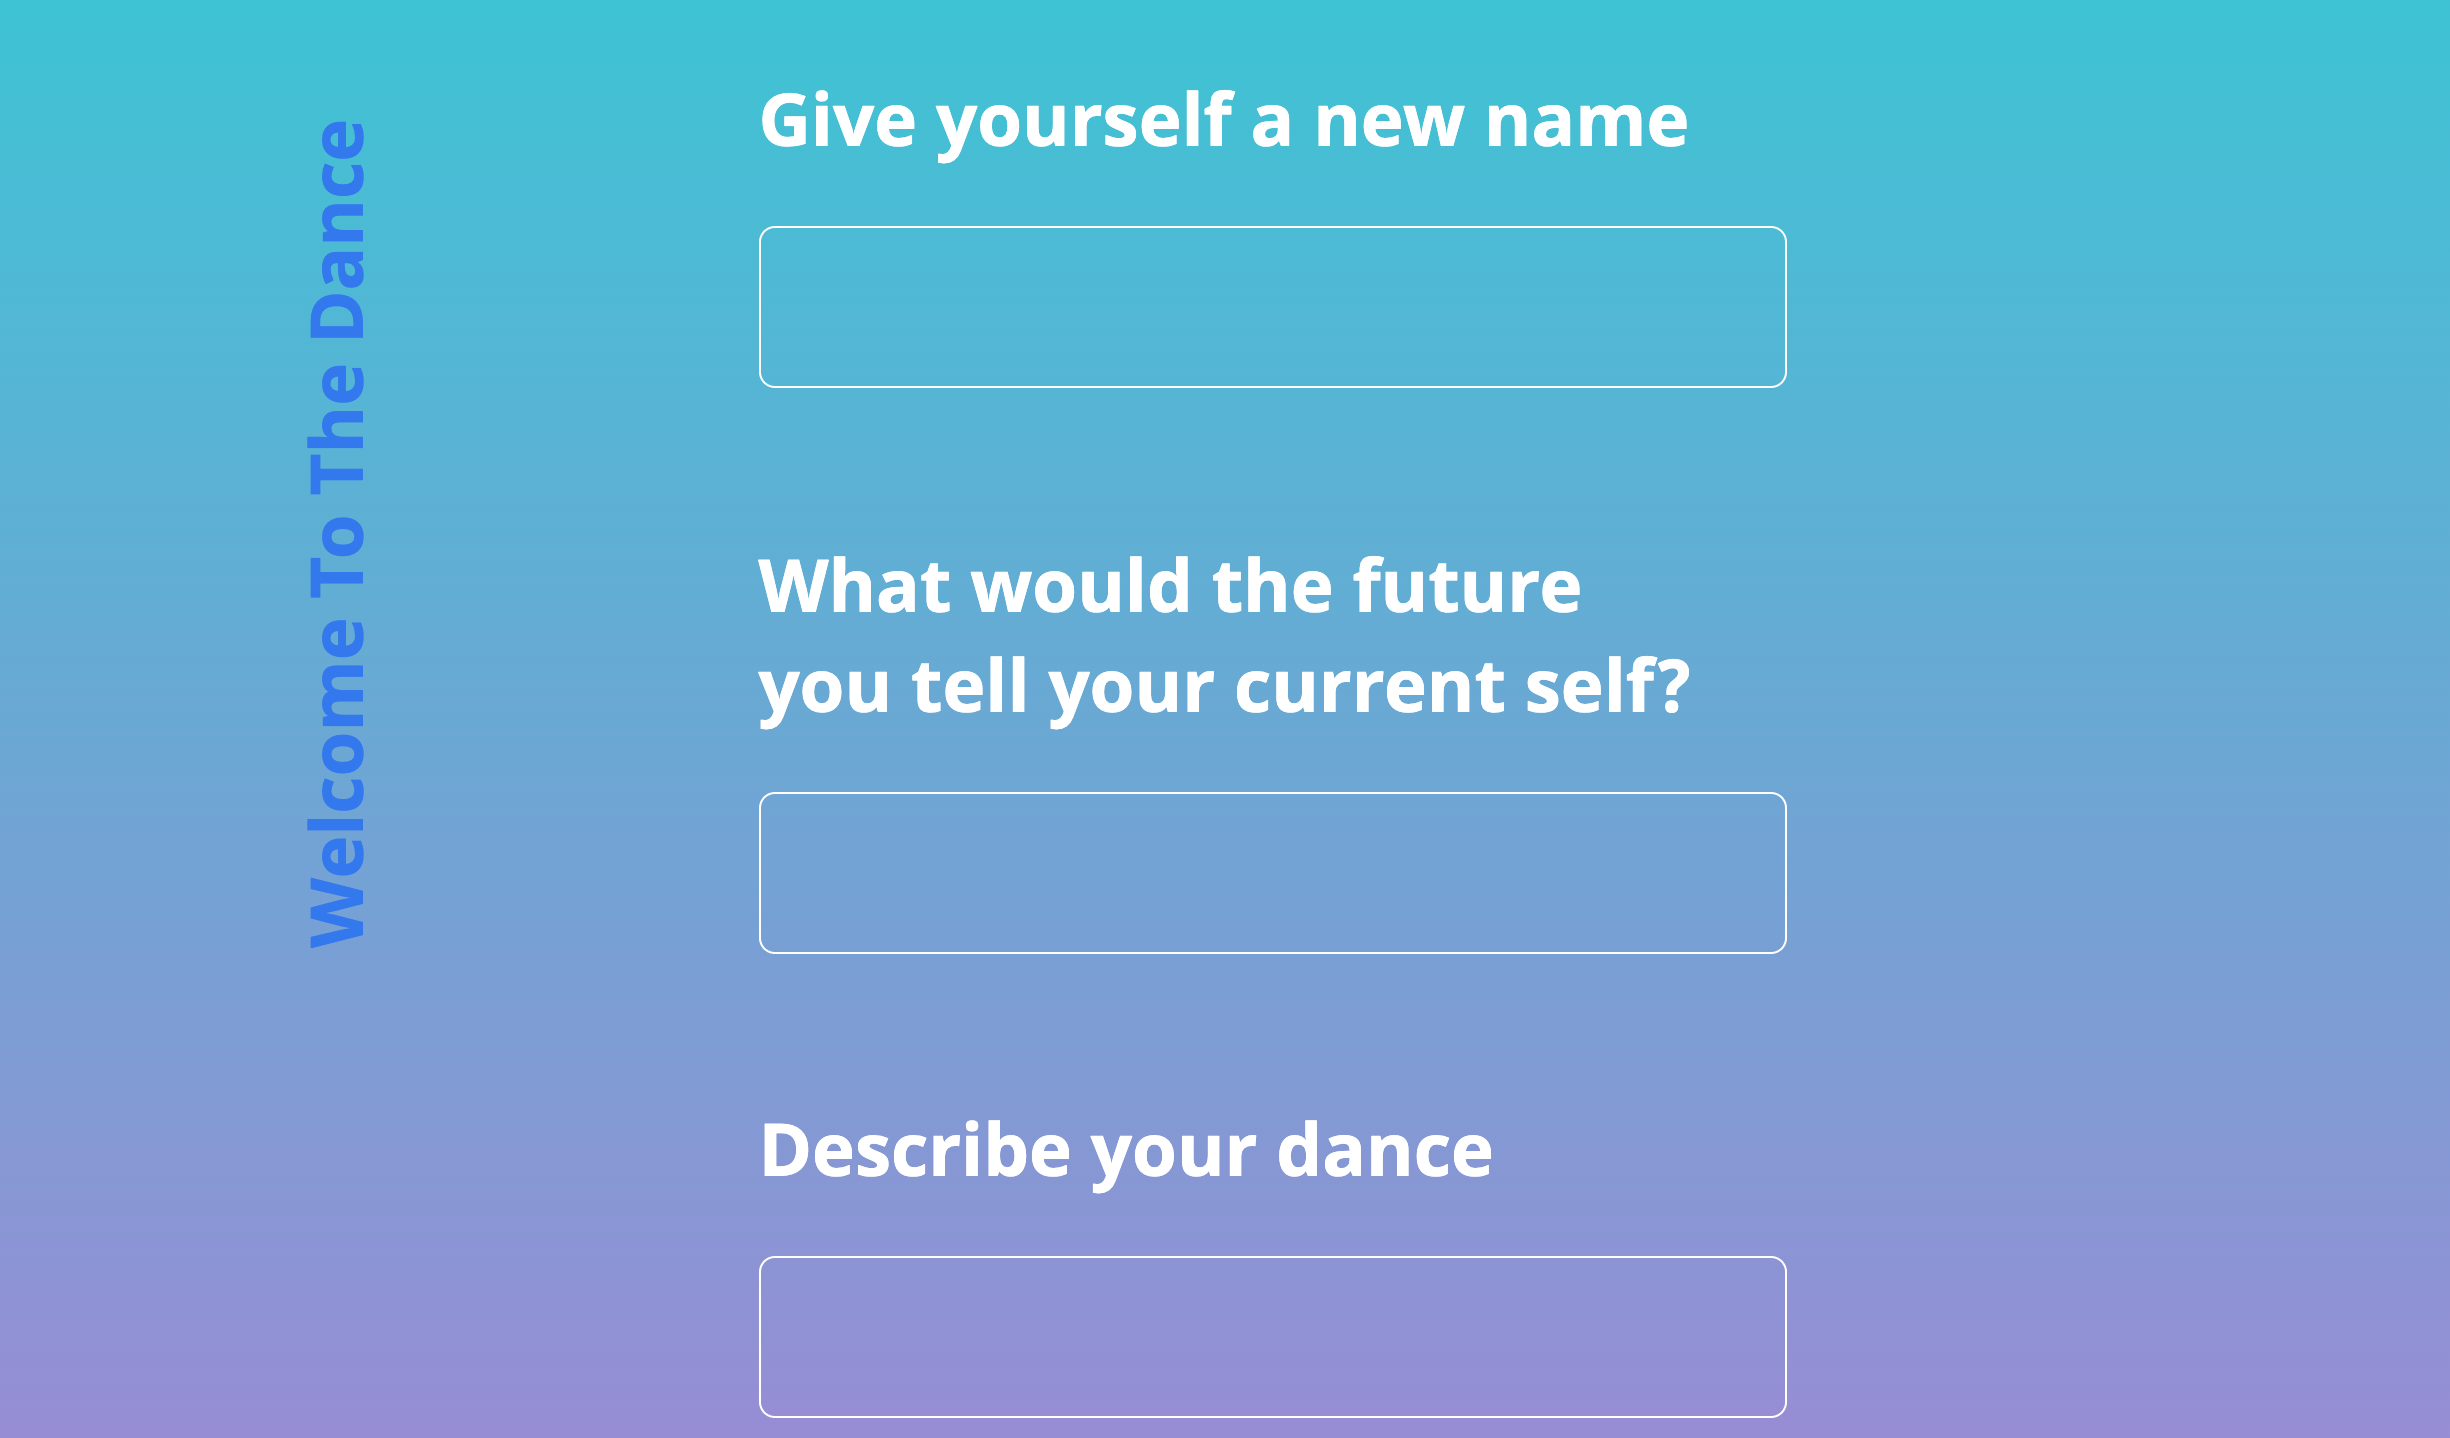 Welcome To The Dance
Give yourself a new name
What would the future
you tell your current self?
Describe your dance